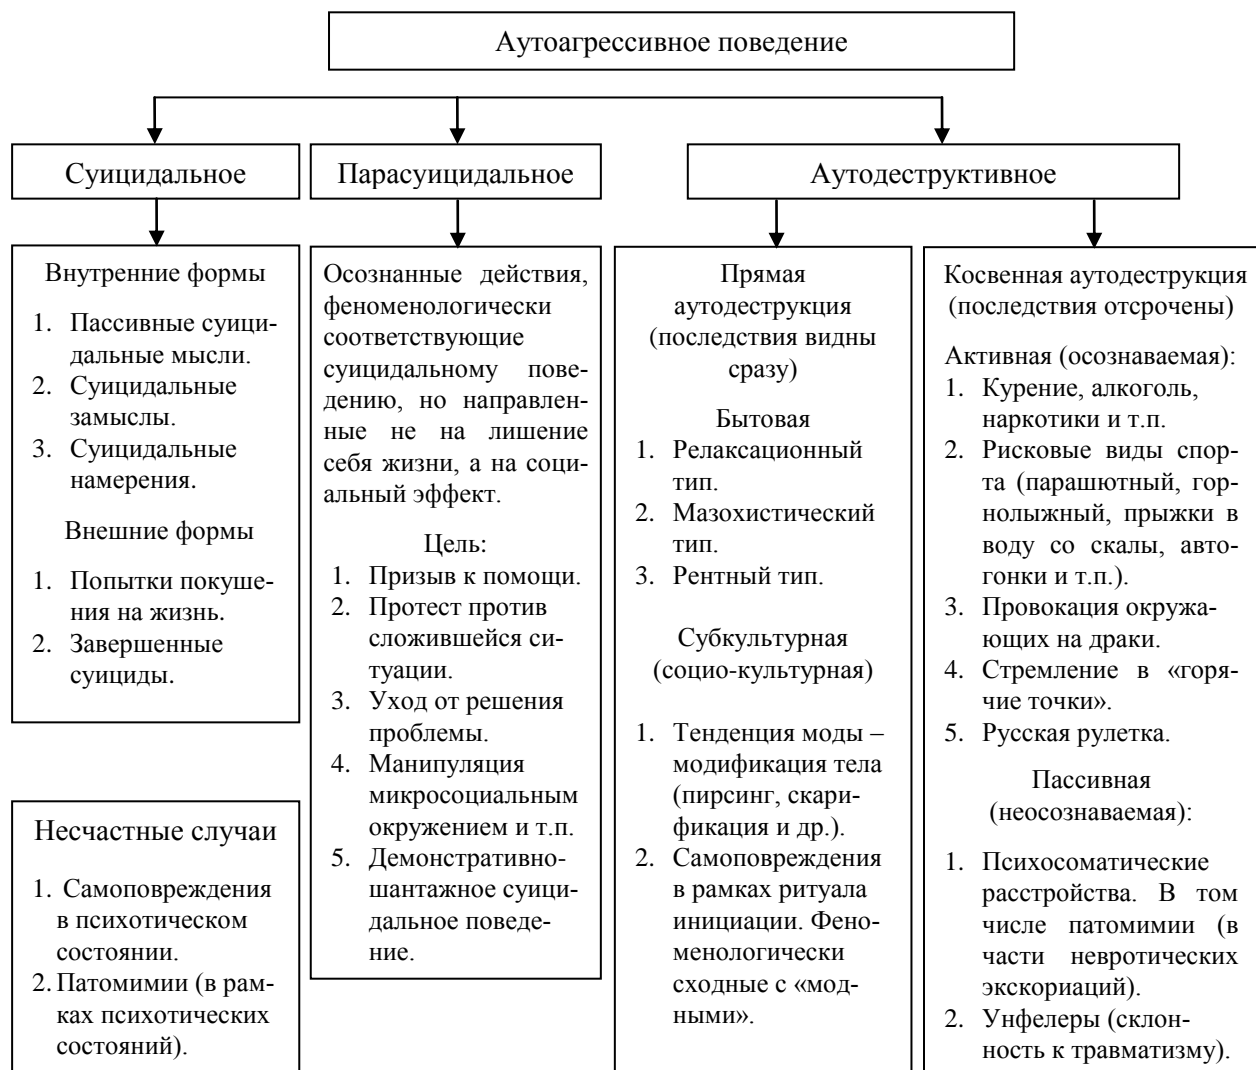 Аутоагрессивное поведение
Суицидальное
Парасуицидальное
Аутодеструктивное
Внутренние формы
1. Пассивные суици-
дальные мысли.
2. Суицидальные
замыслы.
3. Суицидальные
намерения.
Внешние формы
1. Попытки покуше-
ния на жизнь.
2. Завершенные
суициды.
Несчастные случаи
1. Самоповреждения
в психотическом
состоянии.
2. Патомимии (в рам-
ках психотических
состояний).
Осознанные действия,
феноменологически
соответствующие
суицидальному пове-
дению, но направлен-
ные не на лишение
себя жизни, а на соци-
альный эффект.
Цель:
1. Призыв к помощи.
2. Протест против
сложившейся си-
туации.
3. Уход от решения
проблемы.
4. Манипуляция
микросоциальным
окружением и т.п.
5. Демонстративно-
шантажное суици-
дальное поведе-
ние.
Прямая
аутодеструкция
(последствия видны
сразу)
Бытовая
1. Релаксационный
тип.
2. Мазохистический
тип.
3. Рентный тип.
Субкультурная
(социо-культурная)
1. Тенденция моды –
модификация тела
(пирсинг, скари-
фикация и др.).
2. Самоповреждения
в рамках ритуала
инициации. Фено-
менологически
сходные с «мод-
ными».
Косвенная аутодеструкция
(последствия отсрочены)
Активная (осознаваемая):
1. Курение, алкоголь,
наркотики и т.п.
2. Рисковые виды спор-
та (парашютный, гор-
нолыжный, прыжки в
воду со скалы, авто-
гонки и т.п.).
3. Провокация окружа-
ющих на драки.
4. Стремление в «горя-
чие точки».
5. Русская рулетка.
Пассивная
(неосознаваемая):
1. Психосоматические
расстройства. В том
числе патомимии (в
части невротических
экскориаций).
2. Унфелеры (склон-
ность к травматизму).